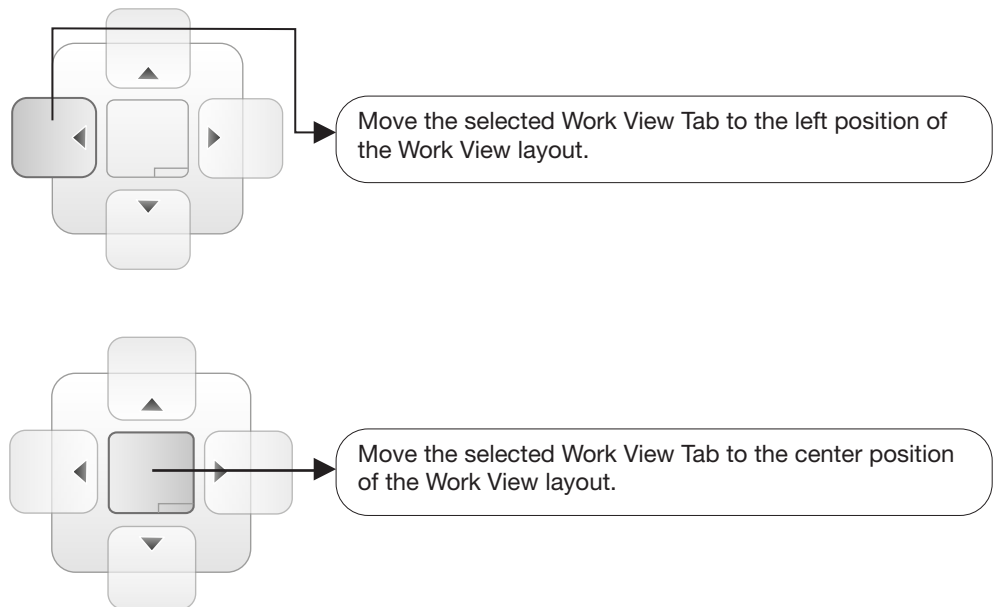 Move the selected Work View Tab to the left position of
the Work View layout.
Move the selected Work View Tab to the center position
of the Work View layout.